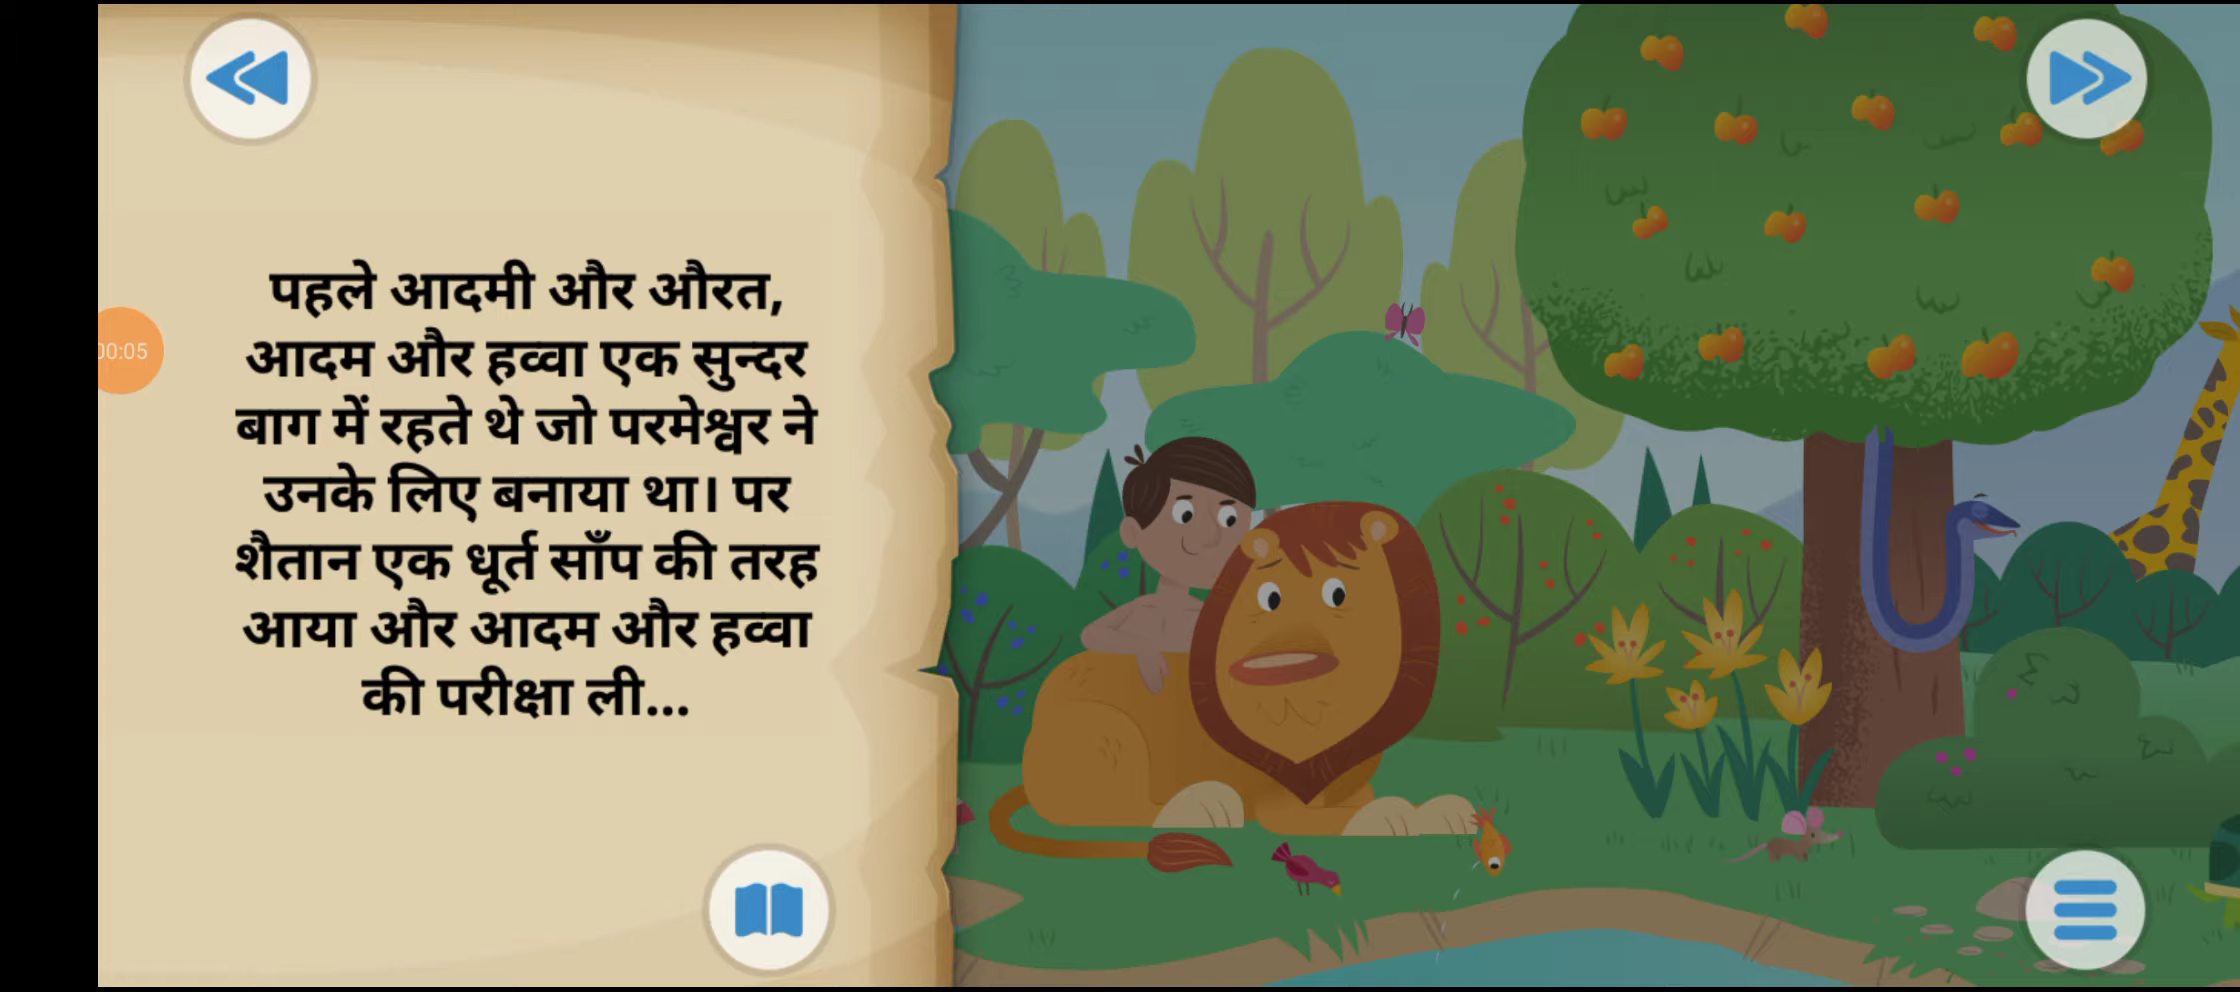 00:05
पहले आदमी और औरत,
आदम और हव्वा एक सुन्दर
बाग में रहते थे जो परमेश्वर ने
उनके लिए बनाया था। पर
शैतान एक धूर्त साँप की तरह
आया और आदम और हव्वा
की परीक्षा ली...